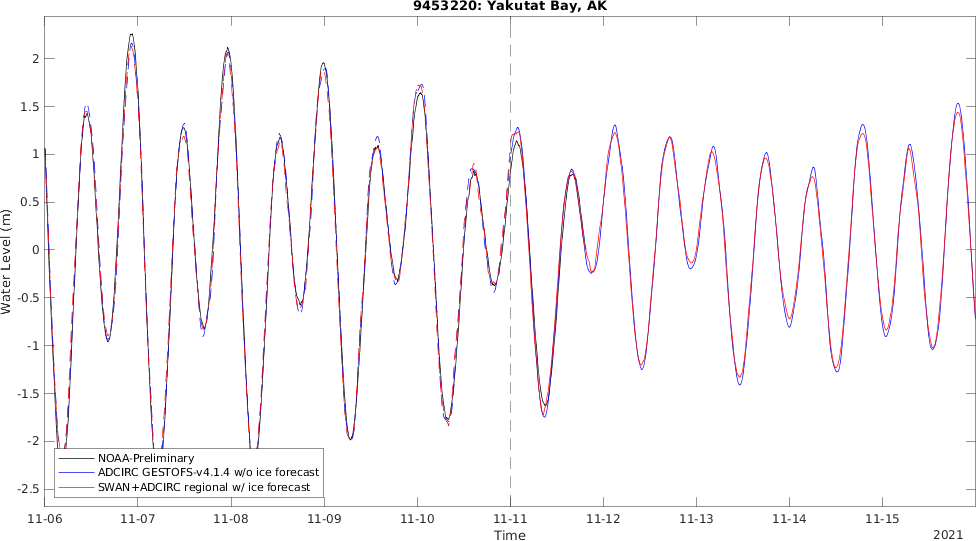 9453220: Yakutat Bay, AK
Water Level (m)
2
1.5
1
0.5
0
-0.5
-1
-1.5
-2
-2.5
NOAA-Preliminary
ADCIRC GESTOFS-v4.1.4 w/o ice forecast
SWAN+ADCIRC regional w/ ice forecast
11-06 11-07 11-08 11-09 11-10 11-11 11-12 11-13 11-14 11-15
Time
2021